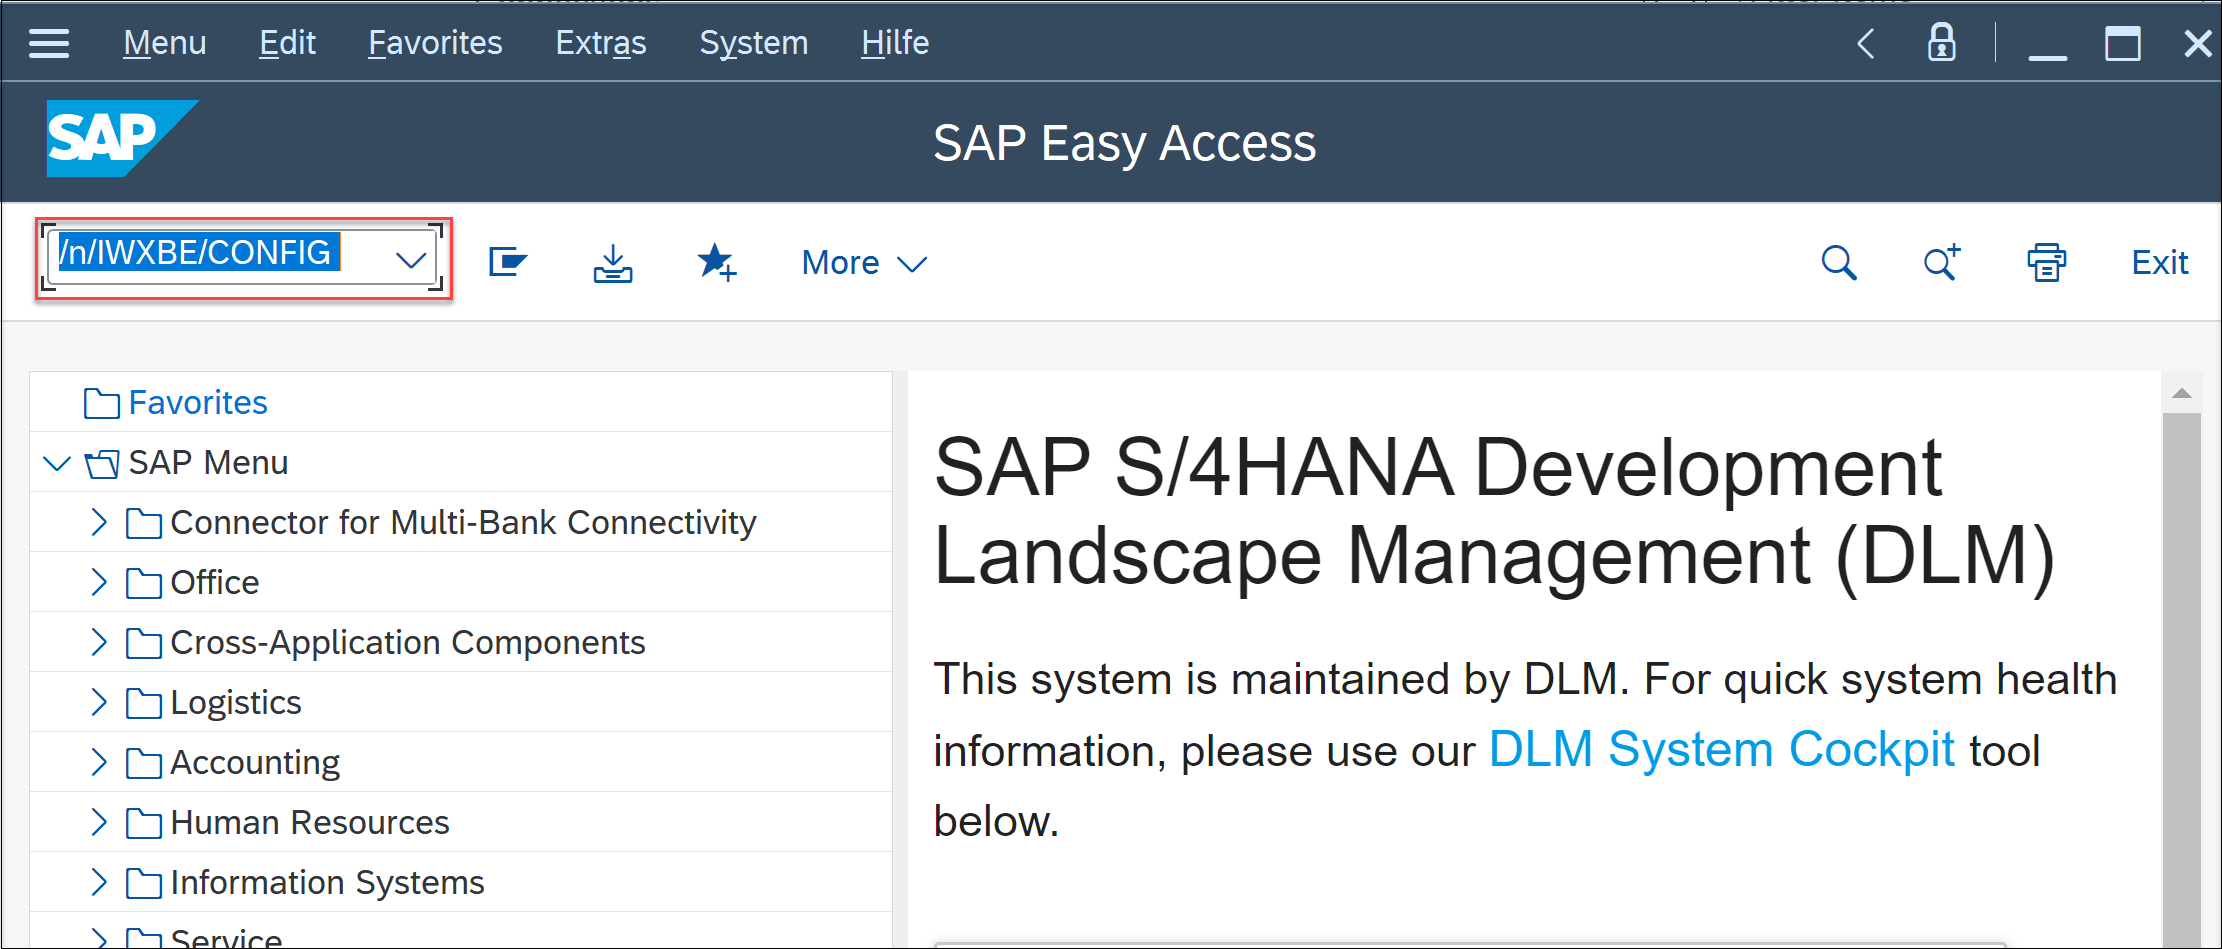 Menu Edit Favorites Extras System Hilfe
SAP
SAP Easy Access
/n/IWXBE/CONFIG
More
Exit
Favorites
SAP Menu
Connector for Multi-Bank Connectivity
Office
Cross-Application Components
Logistics
Accounting
Human Resources
Information Systems
Service
SAP S/4HANA Development
Landscape Management (DLM)
This system is maintained by DLM. For quick system health
information, please use our DLM System Cockpit tool
below.